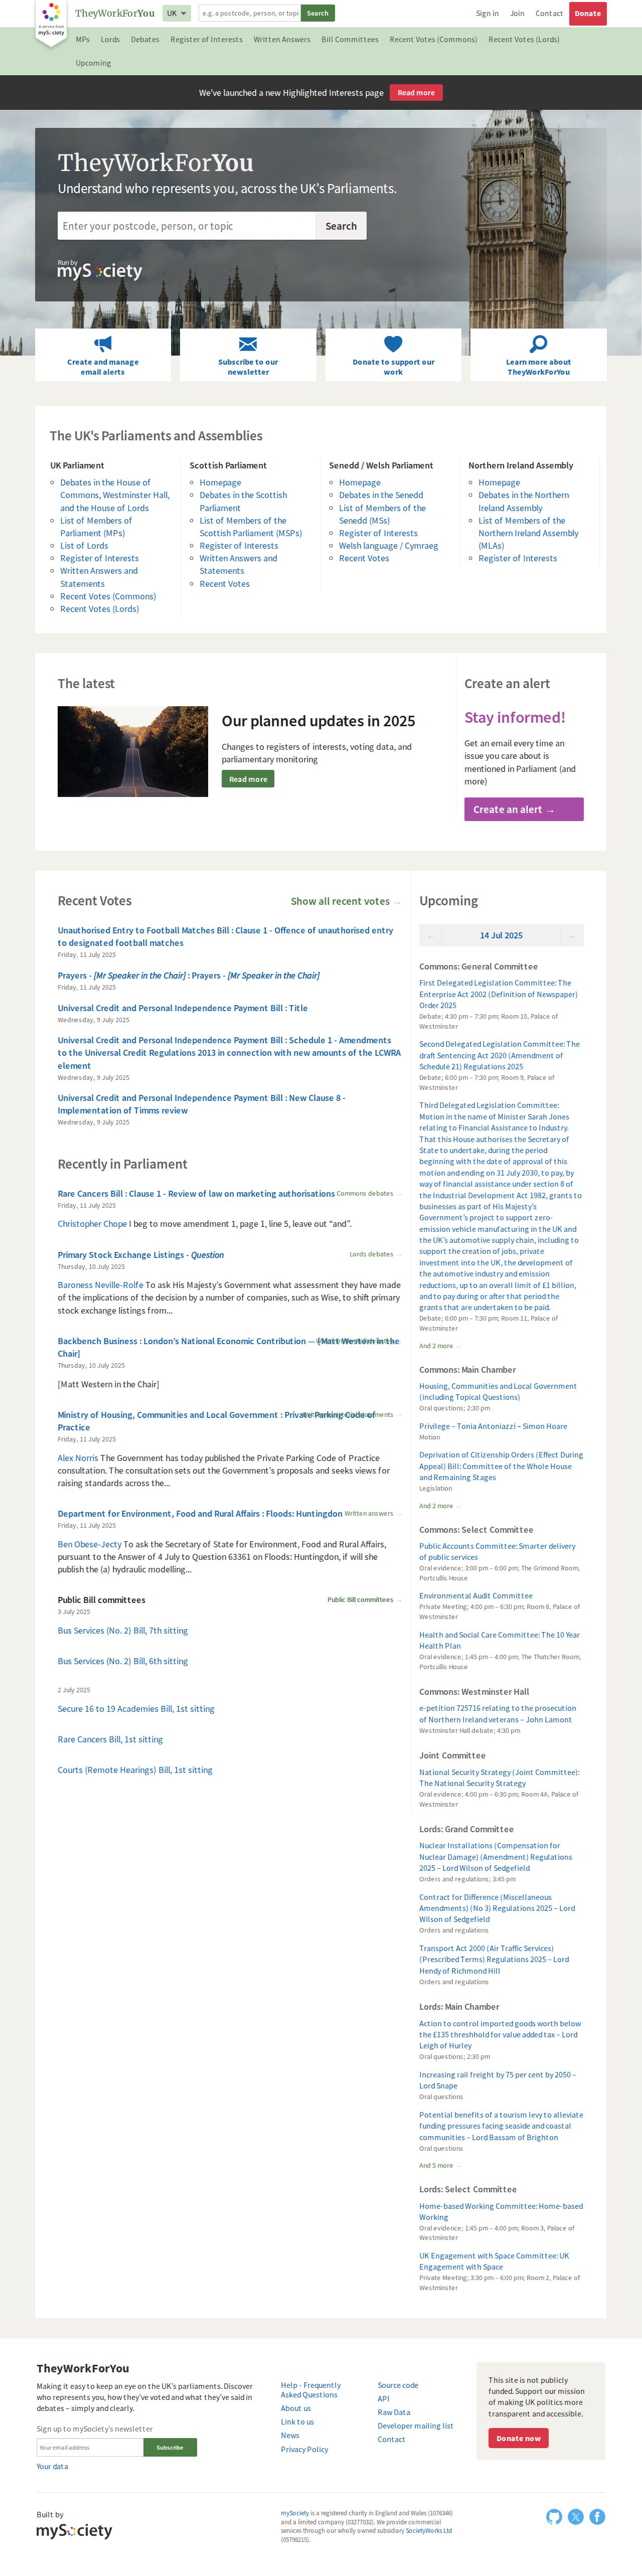 a service from
mySociety
TheyWorkForYou
UK
e.g. a postcode, person, or topi
Search
Sign in
Join
Contact
Donate
MPs
Lords
Debates
Register of Interests
Written Answers
Bill Committees
Recent Votes (Commons)
Recent Votes (Lords)
Upcoming
We've launched a new Highlighted Interests page
Read more
TheyWorkForYou
Understand who represents you, across the UK's Parliaments.
Enter your postcode, person, or topic
Search
Run by
mySociety
Create and manage
email alerts
Subscribe to our
newsletter
Donate to support our
work
Learn more about
TheyWorkForYou
The UK's Parliaments and Assemblies
UK Parliament
Debates in the House of
Commons, Westminster Hall,
and the House of Lords
List of Members of
Parliament (MPs)
List of Lords
Register of Interests
Written Answers and
Statements
Recent Votes (Commons)
Recent Votes (Lords)
Scottish Parliament
Homepage
Debates in the Scottish
Parliament
List of Members of the
Scottish Parliament (MSPs)
Register of Interests
Written Answers and
Statements
Recent Votes
Senedd / Welsh Parliament
Homepage
Debates in the Senedd
List of Members of the
Senedd (MSs)
Register of Interests
Welsh language / Cymraeg
Recent Votes
Northern Ireland Assembly
Homepage
Debates in the Northern
Ireland Assembly
List of Members of the
Northern Ireland Assembly
(MLAs)
Register of Interests
The latest
Our planned updates in 2025
Changes to registers of interests, voting data, and
parliamentary monitoring
Read more
Create an alert
Stay informed!
Get an email every time an
issue you care about is
mentioned in Parliament (and
more)
Create an alert →
Recent Votes
Show all recent votes →
Unauthorised Entry to Football Matches Bill : Clause 1 - Offence of unauthorised entry
to designated football matches
Friday, 11 July 2025
Prayers - [Mr Speaker in the Chair] : Prayers - [Mr Speaker in the Chair]
Friday, 11 July 2025
Universal Credit and Personal Independence Payment Bill : Title
Wednesday, 9 July 2025
Universal Credit and Personal Independence Payment Bill : Schedule 1 - Amendments
to the Universal Credit Regulations 2013 in connection with new amounts of the LCWRA
element
Wednesday, 9 July 2025
Universal Credit and Personal Independence Payment Bill : New Clause 8 -
Implementation of Timms review
Wednesday, 9 July 2025
Recently in Parliament
Rare Cancers Bill : Clause 1 - Review of law on marketing authorisations
Commons debates →
Friday, 11 July 2025
Christopher Chope I beg to move amendment 1, page 1, line 5, leave out “and”.
Primary Stock Exchange Listings - Question
Lords debates →
Thursday, 10 July 2025
Baroness Neville-Rolfe To ask His Majesty's Government what assessment they have made
of the implications of the decision by a number of companies, such as Wise, to shift primary
stock exchange listings from...
Backbench Business : London's National Economic Contribution — [Matt Western in the
Chair]
Thursday, 10 July 2025
[Matt Western in the Chair]
Ministry of Housing, Communities and Local Government : Private Parking Code of
Practice
Friday, 11 July 2025
Alex Norris The Government has today published the Private Parking Code of Practice
consultation. The consultation sets out the Government's proposals and seeks views for
raising standards across the...
Department for Environment, Food and Rural Affairs : Floods: Huntingdon
Written answers →
Friday, 11 July 2025
Ben Obese-Jecty To ask the Secretary of State for Environment, Food and Rural Affairs,
pursuant to the Answer of 4 July to Question 63361 on Floods: Huntingdon, if will she
publish the (a) hydraulic modelling...
Public Bill committees
Public Bill committees →
3 July 2025
Bus Services (No. 2) Bill, 7th sitting
Bus Services (No. 2) Bill, 6th sitting
2 July 2025
Secure 16 to 19 Academies Bill, 1st sitting
Rare Cancers Bill, 1st sitting
Courts (Remote Hearings) Bill, 1st sitting
Upcoming
←
14 Jul 2025
→
Commons: General Committee
First Delegated Legislation Committee: The
Enterprise Act 2002 (Definition of Newspaper)
Order 2025
Debate; 4:30 pm – 7:30 pm; Room 10, Palace of
Westminster
Second Delegated Legislation Committee: The
draft Sentencing Act 2020 (Amendment of
Schedule 21) Regulations 2025
Debate; 6:00 pm – 7:30 pm; Room 9, Palace of
Westminster
Third Delegated Legislation Committee:
Motion in the name of Minister Sarah Jones
relating to Financial Assistance to Industry.
That this House authorises the Secretary of
State to undertake, during the period
beginning with the date of approval of this
motion and ending on 31 July 2030, to pay, by
way of financial assistance under section 8 of
the Industrial Development Act 1982, grants to
businesses as part of His Majesty's
Government's project to support zero-
emission vehicle manufacturing in the UK and
the UK's automotive supply chain, including to
support the creation of jobs, private
investment into the UK, the development of
the automotive industry and emission
reductions, up to an overall limit of £1 billion,
and to pay during or after that period the
grants that are undertaken to be paid.
Debate; 6:00 pm – 7:30 pm; Room 11, Palace of
Westminster
And 2 more →
Commons: Main Chamber
Housing, Communities and Local Government
(including Topical Questions)
Oral questions; 2:30 pm
Privilege – Tonia Antoniazzi – Simon Hoare
Motion
Deprivation of Citizenship Orders (Effect During
Appeal) Bill: Committee of the Whole House
and Remaining Stages
Legislation
And 2 more →
Commons: Select Committee
Public Accounts Committee: Smarter delivery
of public services
Oral evidence; 3:00 pm – 6:00 pm; The Grimond Room,
Portcullis House
Environmental Audit Committee
Private Meeting; 4:00 pm – 6:30 pm; Room 8, Palace of
Westminster
Health and Social Care Committee: The 10 Year
Health Plan
Oral evidence; 1:45 pm – 4:00 pm; The Thatcher Room,
Portcullis House
Commons: Westminster Hall
e-petition 725716 relating to the prosecution
of Northern Ireland veterans – John Lamont
Westminster Hall debate; 4:30 pm
Joint Committee
National Security Strategy (Joint Committee):
The National Security Strategy
Oral evidence; 4:00 pm – 6:30 pm; Room 4A, Palace of
Westminster
Lords: Grand Committee
Nuclear Installations (Compensation for
Nuclear Damage) (Amendment) Regulations
2025 – Lord Wilson of Sedgefield
Orders and regulations; 3:45 pm
Contract for Difference (Miscellaneous
Amendments) (No 3) Regulations 2025 – Lord
Wilson of Sedgefield
Orders and regulations
Transport Act 2000 (Air Traffic Services)
(Prescribed Terms) Regulations 2025 – Lord
Hendy of Richmond Hill
Orders and regulations
Lords: Main Chamber
Action to control imported goods worth below
the £135 threshhold for value added tax – Lord
Leigh of Hurley
Oral questions; 2:30 pm
Increasing rail freight by 75 per cent by 2050 –
Lord Snape
Oral questions
Potential benefits of a tourism levy to alleviate
funding pressures facing seaside and coastal
communities – Lord Bassam of Brighton
Oral questions
And 5 more →
Lords: Select Committee
Home-based Working Committee: Home-based
Working
Oral evidence; 1:45 pm – 4:00 pm; Room 3, Palace of
Westminster
UK Engagement with Space Committee: UK
Engagement with Space
Private Meeting; 3:30 pm – 6:00 pm; Room 2, Palace of
Westminster
TheyWorkForYou
Making it easy to keep an eye on the UK's parliaments. Discover
who represents you, how they've voted and what they've said in
debates – simply and clearly.
Sign up to mySociety's newsletter
Your email address
Subscribe
Your data
Help - Frequently
Asked Questions
About us
Link to us
News
Privacy Policy
Source code
API
Raw Data
Developer mailing list
Contact
This site is not publicly
funded. Support our mission
of making UK politics more
transparent and accessible.
Donate now
Built by
mySociety
mySociety is a registered charity in England and Wales (1076346)
and a limited company (03277032). We provide commercial
services through our wholly owned subsidiary SocietyWorks Ltd
(05798215).